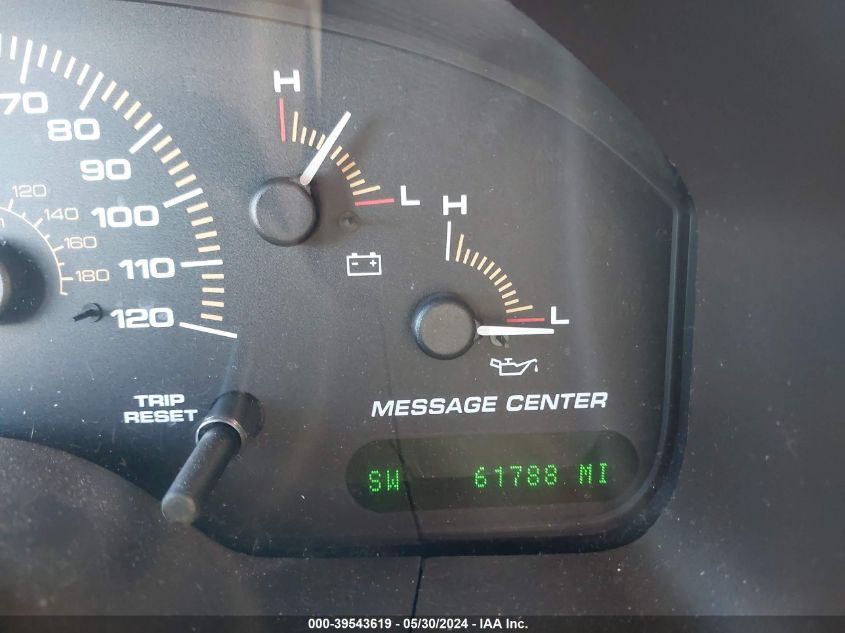 70
80
90
100
110
120
120
140
160
180
H
L
H
L
- +
TRIP
RESET
MESSAGE CENTER
SW 61788 MI
000-39543619 - 05/30/2024 - IAA Inc.